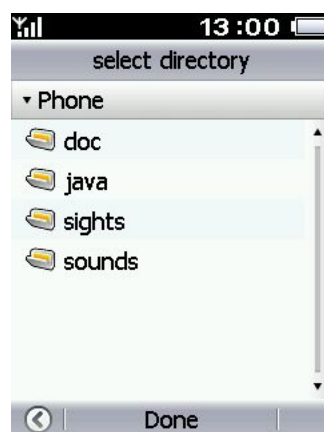 13:00
select directory
Phone
doc
java
sights
sounds
Done